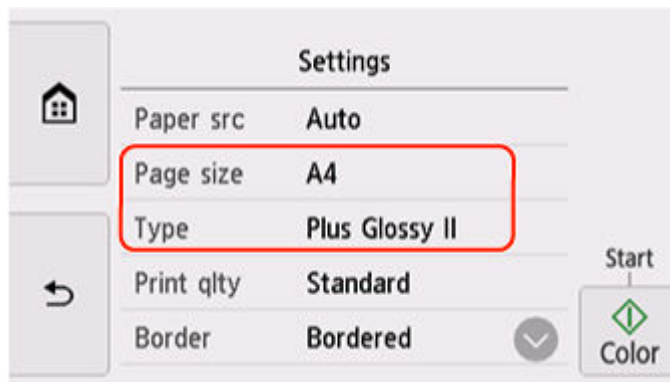 Settings
Paper src Auto
Page size A4
Type Plus Glossy II
Print qlty Standard
Border Bordered
Start
Color